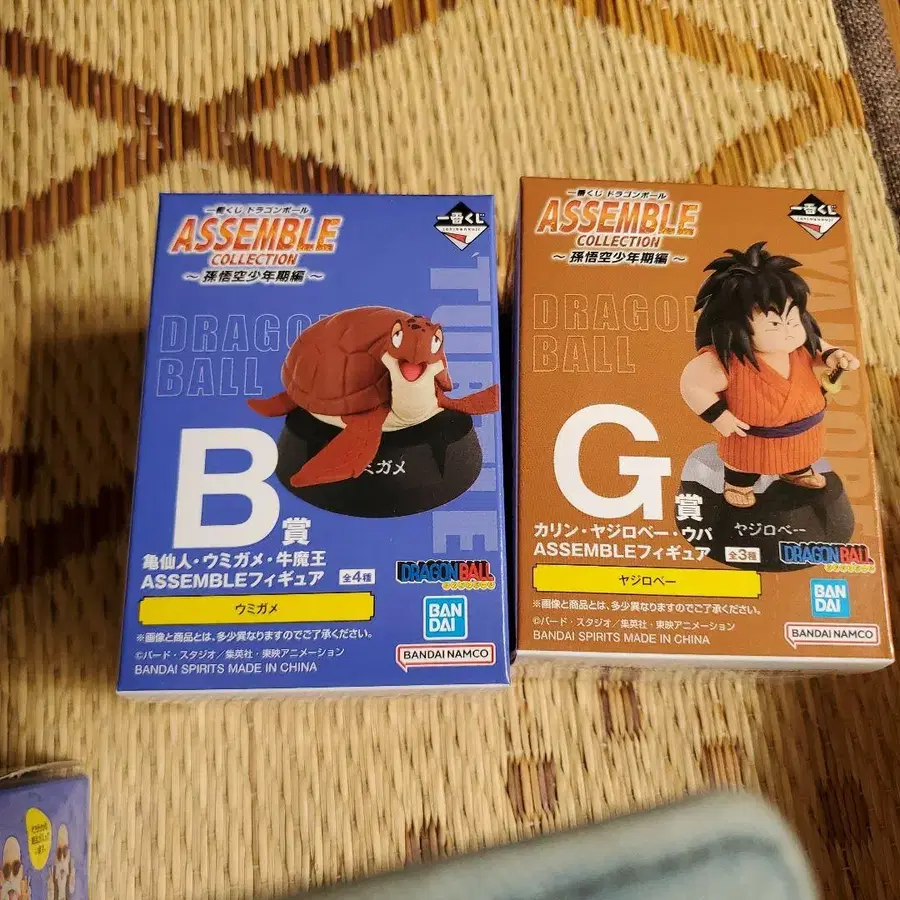 一番くじ ドラゴンボール
ASSEMBLE
COLLECTION
～孫悟空少年期編～
一番くじ
TURTLE
DRAGON
BALL
ウミガメ
B賞
亀仙人・ウミガメ・牛魔王
ASSEMBLEフィギュア 全4種
ウミガメ
DRAGON BALL
※画像と商品とは、多少異なりますのでご了承ください。
©バード・スタジオ／集英社・東映アニメーション
BANDAI SPIRITS MADE IN CHINA
BAN
DAI
BANDAI NAMCO
一番くじ ドラゴンボール
ASSEMBLE
COLLECTION
～孫悟空少年期編～
一番くじ
DRAGON
BALL
ヤジロベー
G賞
カリン・ヤジロベー・ウパ
ASSEMBLEフィギュア 全3種
ヤジロベー
DRAGON BALL
※画像と商品とは、多少異なりますのでご了承ください。
©バード・スタジオ／集英社・東映アニメーション
BANDAI SPIRITS MADE IN CHINA
BAN
DAI
BANDAI NAMCO